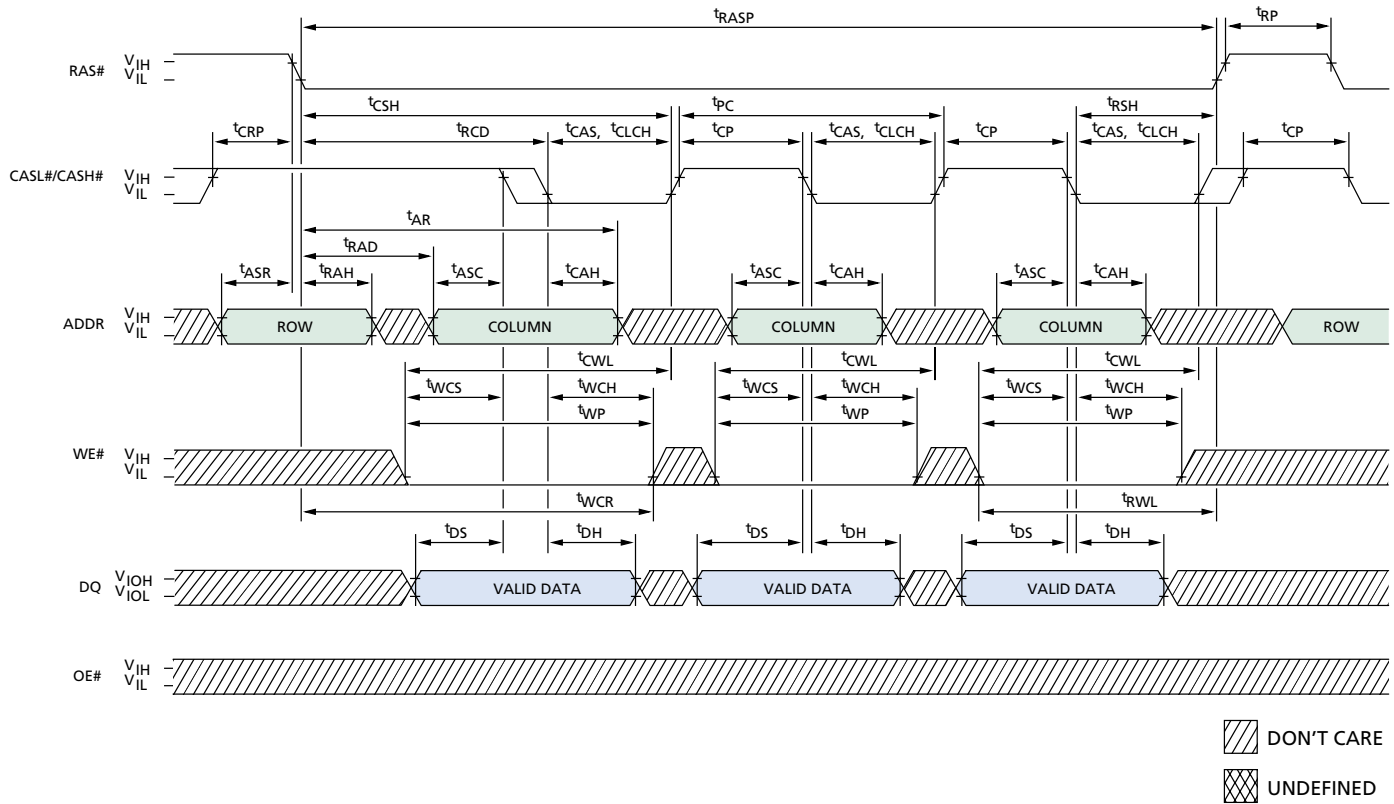 tRASP
tRP
RAS#
VIH
VIL
tCSH
tPC
tRSH
tCRP
tRCD
tCAS, tCLCH
tCP
tCAS, tCLCH
tCP
tCAS, tCLCH
tCP
CASL#/CASH#
VIH
VIL
tAR
tRAD
tASR
tRAH
tASC
tCAH
tASC
tCAH
tASC
tCAH
ADDR
VIH
VIL
ROW
COLUMN
COLUMN
COLUMN
ROW
tCWL
tCWL
tCWL
tWCS
tWCH
tWCS
tWCH
tWCS
tWCH
tWP
tWP
tWP
WE#
VIH
VIL
tWCR
tRWL
tDS
tDH
tDS
tDH
tDS
tDH
DQ
VIOH
VIOL
VALID DATA
VALID DATA
VALID DATA
OE#
VIH
VIL
DON'T CARE
UNDEFINED